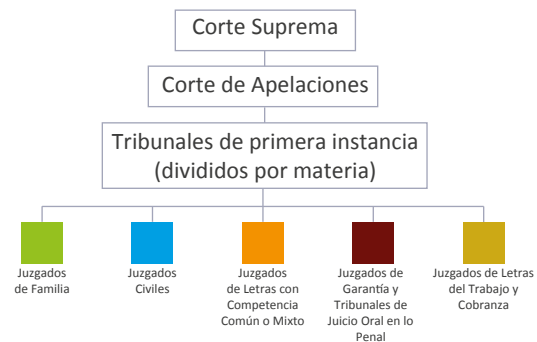 Corte Suprema
Corte de Apelaciones
Tribunales de primera instancia
(divididos por materia)
Juzgados
de Familia
Juzgados
Civiles
Juzgados
de Letras con
Competencia
Común o Mixto
Juzgados de
Garantía y
Tribunales de
Juicio Oral en lo
Penal
Juzgados de Letras
del Trabajo y
Cobranza